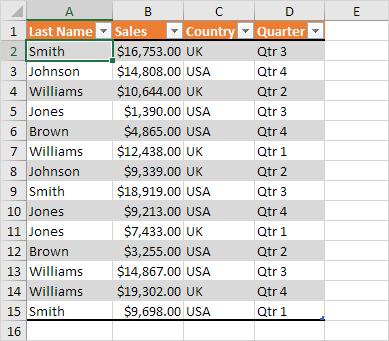 A B C D E
1 Last Name Sales Country Quarter
2 Smith $16,753.00 UK Qtr 3
3 Johnson $14,808.00 USA Qtr 4
4 Williams $10,644.00 UK Qtr 2
5 Jones $1,390.00 USA Qtr 3
6 Brown $4,865.00 USA Qtr 4
7 Williams $12,438.00 UK Qtr 1
8 Johnson $9,339.00 UK Qtr 2
9 Smith $18,919.00 USA Qtr 3
10 Jones $9,213.00 USA Qtr 4
11 Jones $7,433.00 UK Qtr 1
12 Brown $3,255.00 USA Qtr 2
13 Williams $14,867.00 USA Qtr 3
14 Williams $19,302.00 UK Qtr 4
15 Smith $9,698.00 USA Qtr 1
16